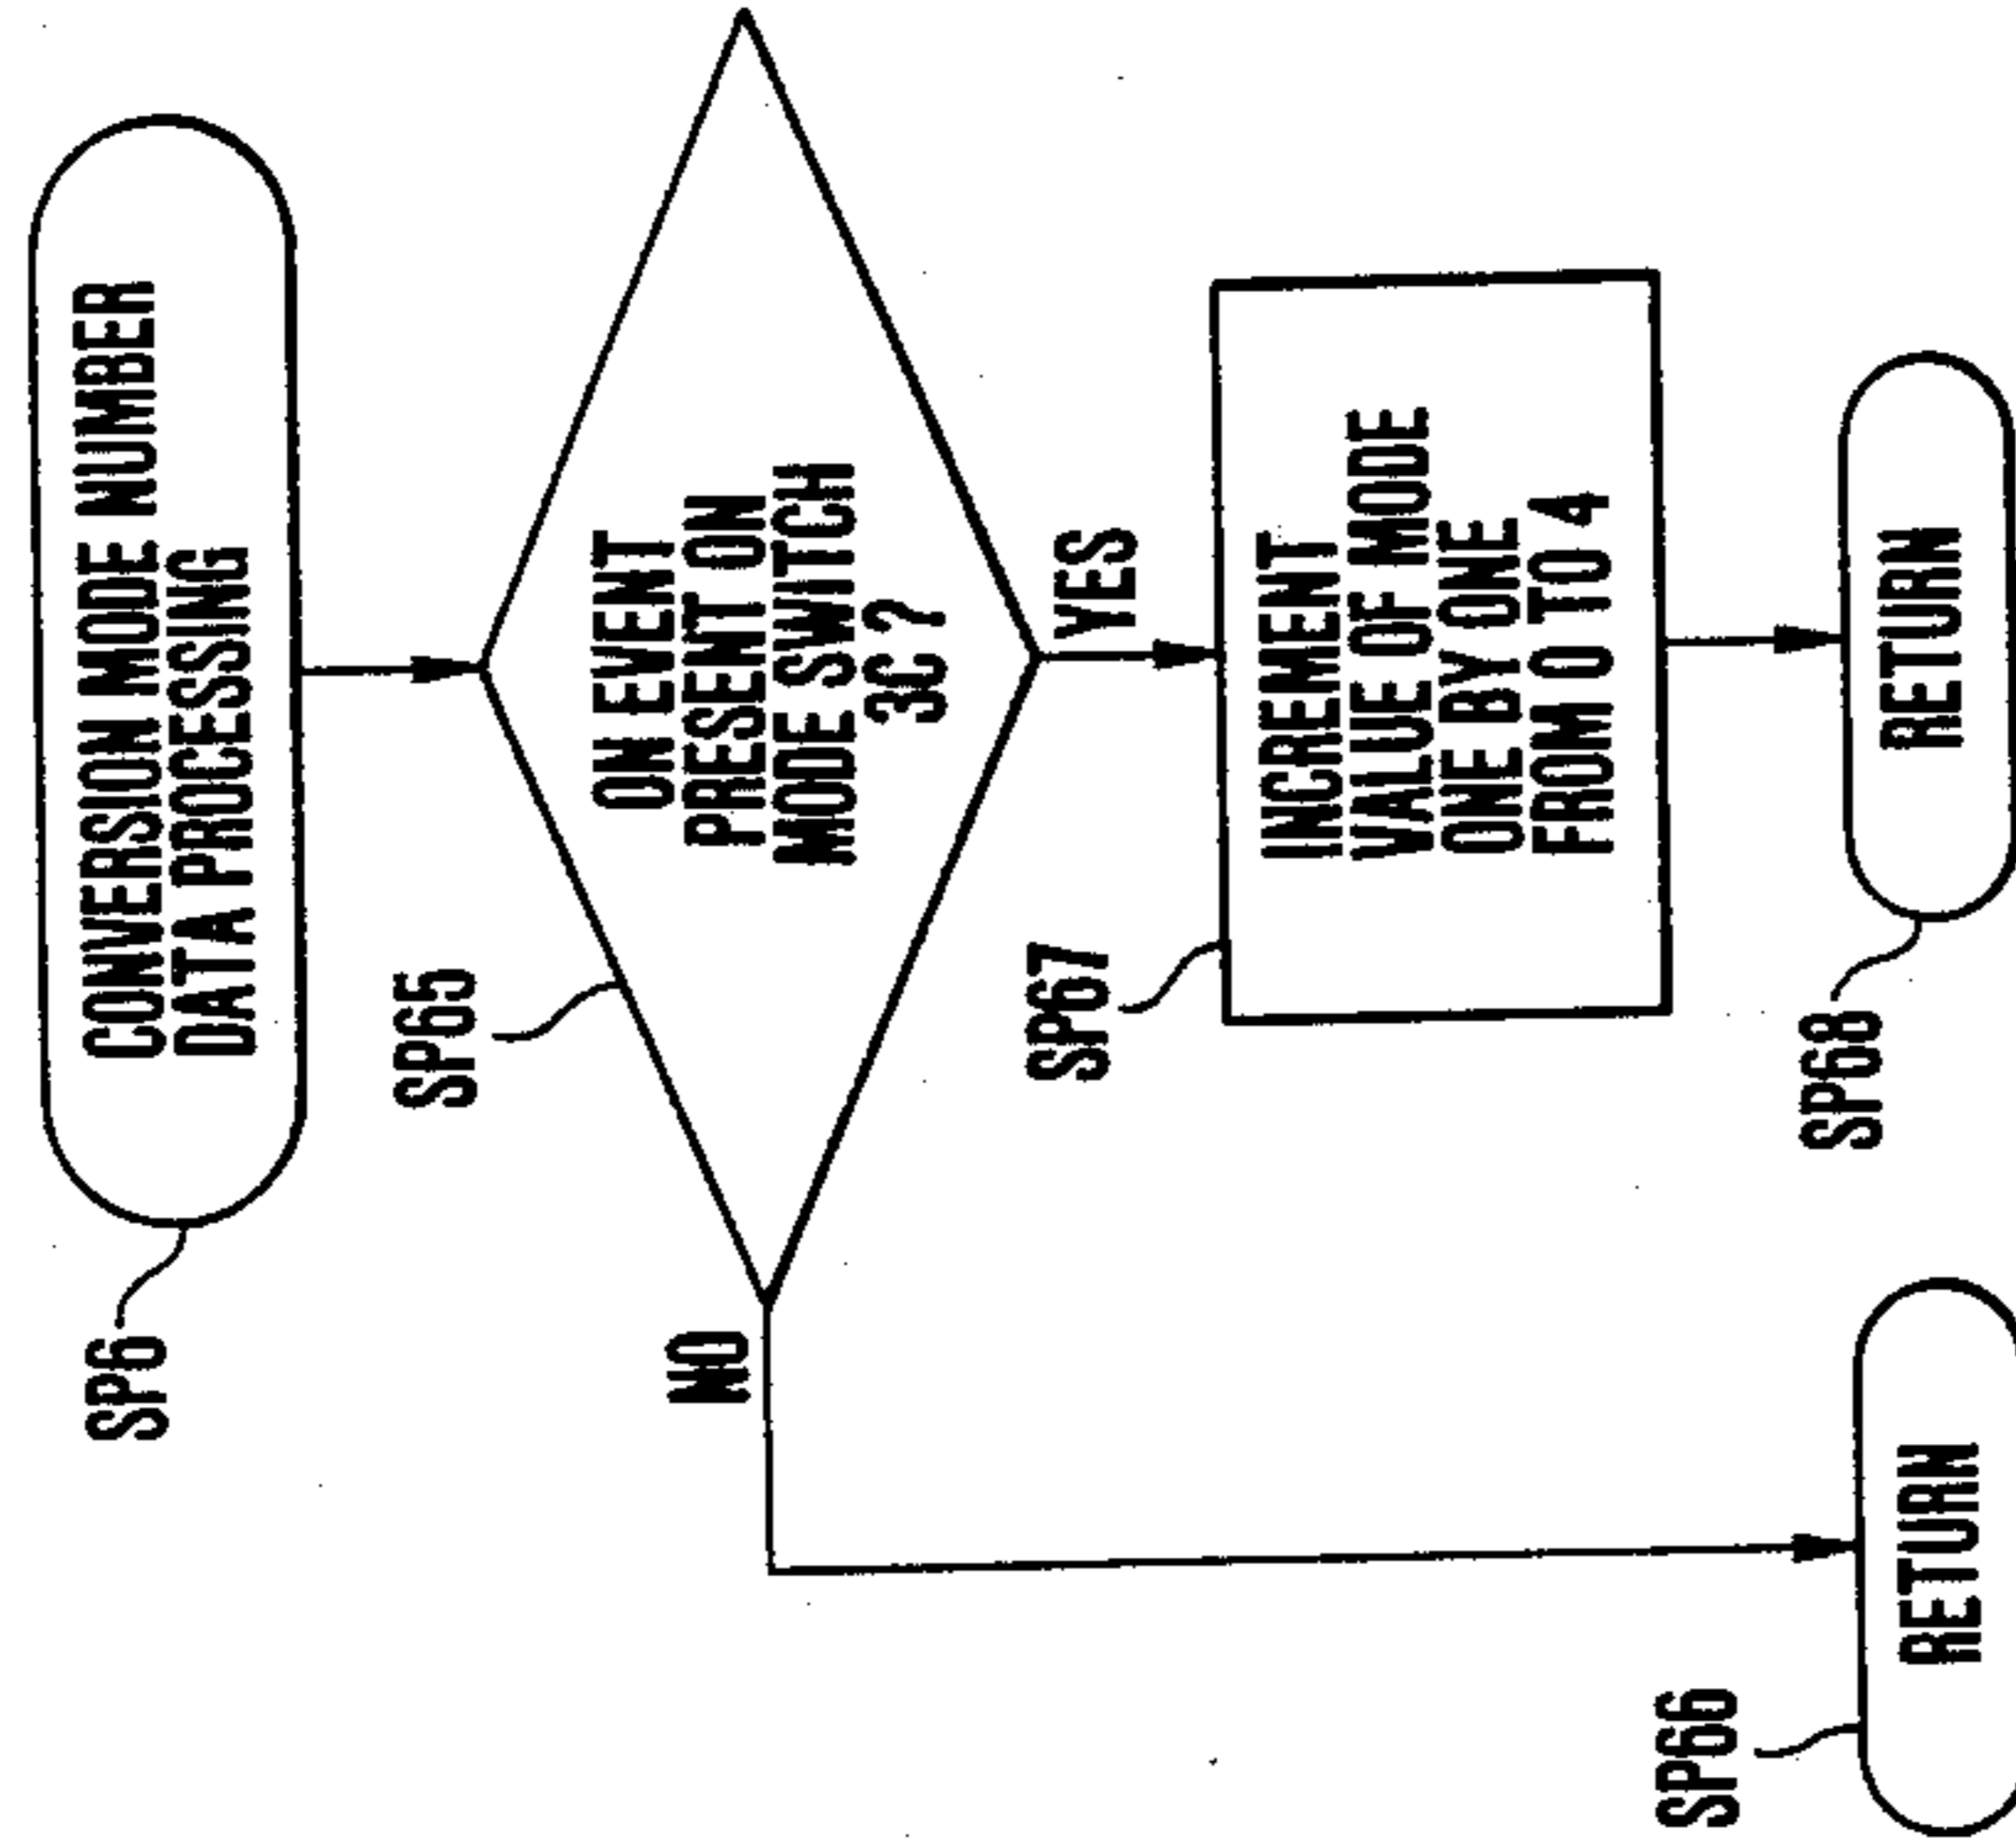 SP6
CONVERSION MODE NUMBER
DATA PROCESSING
SP65
ON EVENT
PRESENT ON
MODE SWITCH
3C ?
NO
YES
SP67
INCREMENT
VALUE OF MODE
ONE BY ONE
FROM 0 TO 4
SP66
RETURN
SP68
RETURN